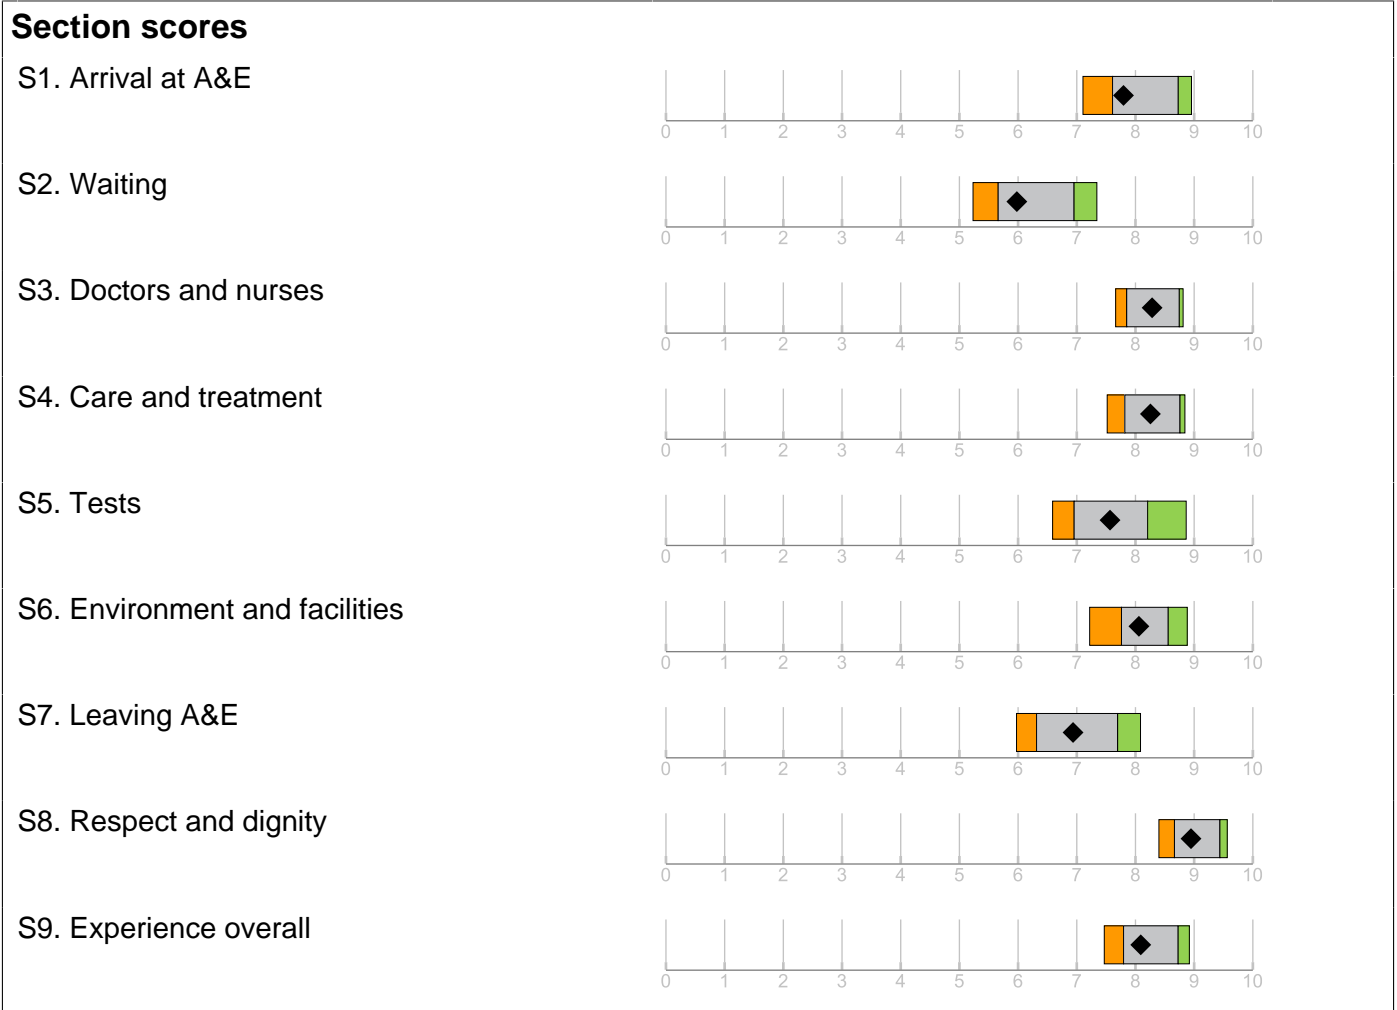 Section scores
S1. Arrival at A&E
0 1 2 3 4 5 6 7 8 9 10
S2. Waiting
0 1 2 3 4 5 6 7 8 9 10
S3. Doctors and nurses
0 1 2 3 4 5 6 7 8 9 10
S4. Care and treatment
0 1 2 3 4 5 6 7 8 9 10
S5. Tests
0 1 2 3 4 5 6 7 8 9 10
S6. Environment and facilities
0 1 2 3 4 5 6 7 8 9 10
S7. Leaving A&E
0 1 2 3 4 5 6 7 8 9 10
S8. Respect and dignity
0 1 2 3 4 5 6 7 8 9 10
S9. Experience overall
0 1 2 3 4 5 6 7 8 9 10